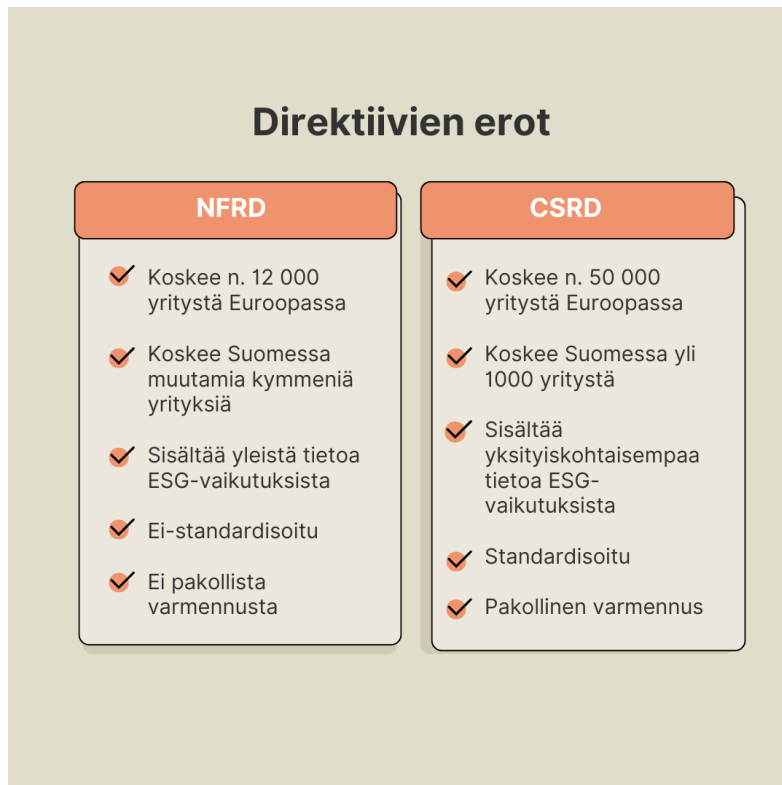 Direktiivien erot
NFRD
Koskee n. 12 000
yritystä Euroopassa
Koskee Suomessa
muutamia kymmeniä
yrityksiä
Sisältää yleistä tietoa
ESG-vaikutuksista
Ei-standardisoitu
Ei pakollista
varmennusta
CSRD
Koskee n. 50 000
yritystä Euroopassa
Koskee Suomessa yli
1000 yritystä
Sisältää
yksityiskohtaisempaa
tietoa ESG-
vaikutuksista
Standardisoitu
Pakollinen varmennus